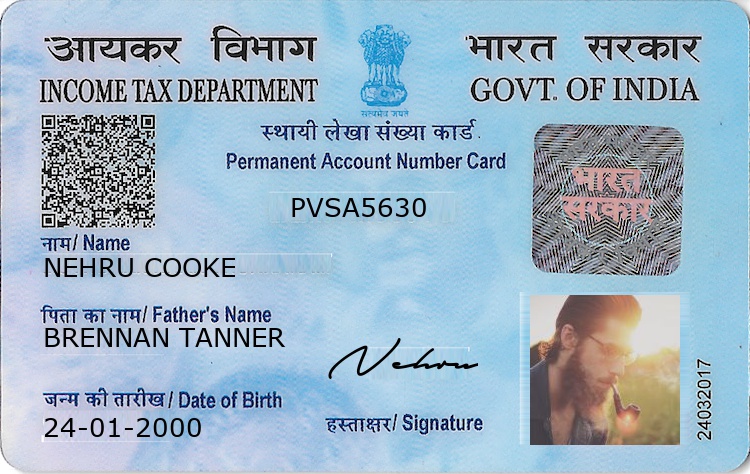 आयकर विभाग
INCOME TAX DEPARTMENT
सत्यमेव जयते
भारत सरकार
GOVT. OF INDIA
स्थायी लेखा संख्या कार्ड
Permanent Account Number Card
PVSA5630
भारत
सरकार
नाम/ Name
NEHRU COOKE
पिता का नाम/ Father's Name
BRENNAN TANNER
जन्म की तारीख / Date of Birth
24-01-2000
Nehru
हस्ताक्षर/ Signature
24032017